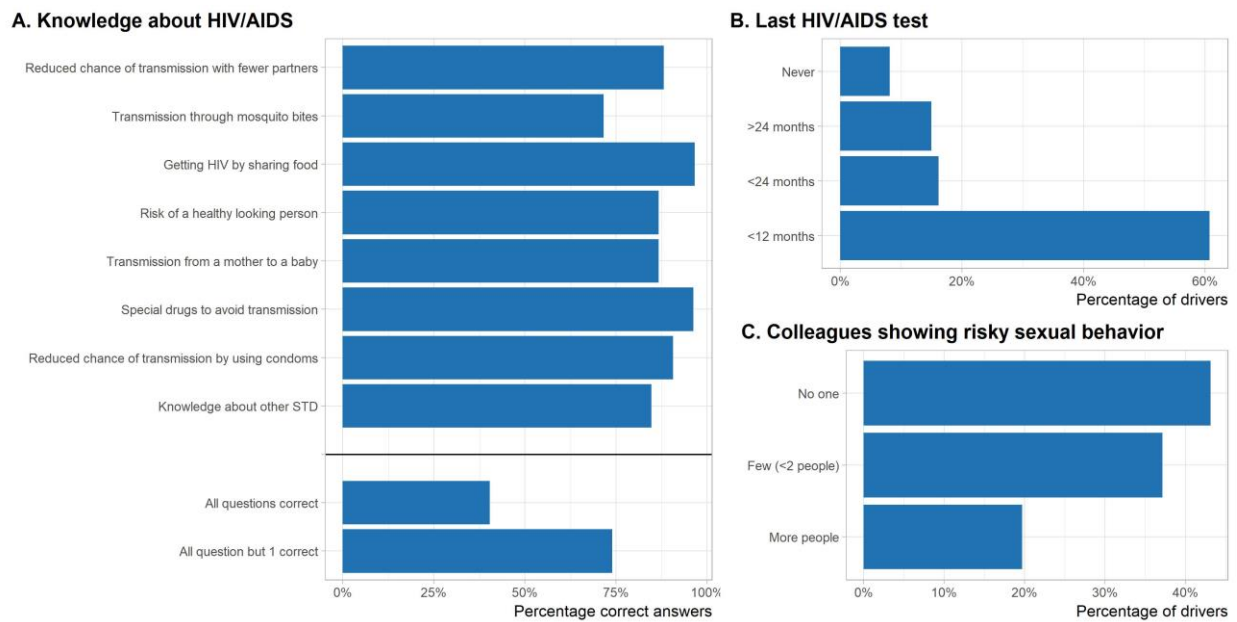 A. Knowledge about HIV/AIDS
Reduced chance of transmission with fewer partners
Transmission through mosquito bites
Getting HIV by sharing food
Risk of a healthy looking person
Transmission from a mother to a baby
Special drugs to avoid transmission
Reduced chance of transmission by using condoms
Knowledge about other STD
All questions correct
All question but 1 correct
0% 25% 50% 75% 100%
Percentage correct answers
B. Last HIV/AIDS test
Never
>24 months
<24 months
<12 months
0% 20% 40% 60%
Percentage of drivers
C. Colleagues showing risky sexual behavior
No one
Few (<2 people)
More people
0% 10% 20% 30% 40%
Percentage of drivers